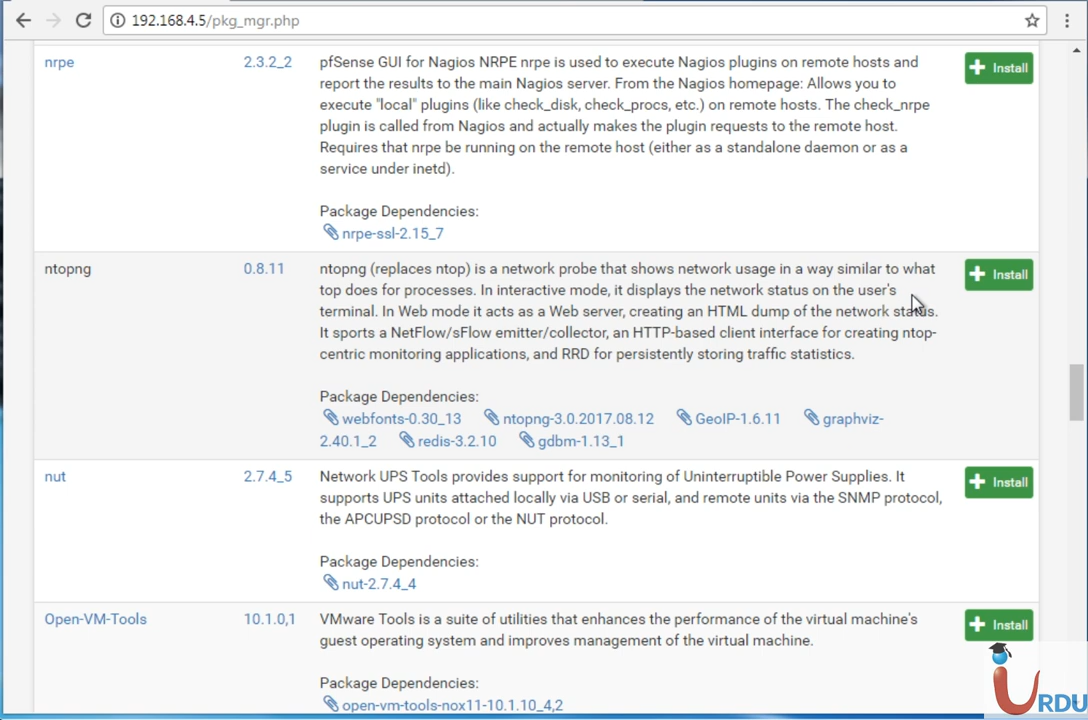 192.168.4.5/pkg_mgr.php
nrpe 2.3.2_2 pfSense GUI for Nagios NRPE nrpe is used to execute Nagios plugins on remote hosts and Install
report the results to the main Nagios server. From the Nagios homepage: Allows you to
execute "local" plugins (like check_disk, check_procs, etc.) on remote hosts. The check_nrpe
plugin is called from Nagios and actually makes the plugin requests to the remote host.
Requires that nrpe be running on the remote host (either as a standalone daemon or as a
service under inetd).
Package Dependencies:
nrpe-ssl-2.15_7
ntopng 0.8.11 ntopng (replaces ntop) is a network probe that shows network usage in a way similar to what Install
top does for processes. In interactive mode, it displays the network status on the user's
terminal. In Web mode it acts as a Web server, creating an HTML dump of the network status.
It sports a NetFlow/sFlow emitter/collector, an HTTP-based client interface for creating ntop-
centric monitoring applications, and RRD for persistently storing traffic statistics.
Package Dependencies:
webfonts-0.30_13 ntopng-3.0.2017.08.12 GeoIP-1.6.11 graphviz-
2.40.1_2 redis-3.2.10 gdbm-1.13_1
nut 2.7.4_5 Network UPS Tools provides support for monitoring of Uninterruptible Power Supplies. It Install
supports UPS units attached locally via USB or serial, and remote units via the SNMP protocol,
the APCUPSD protocol or the NUT protocol.
Package Dependencies:
nut-2.7.4_4
Open-VM-Tools 10.1.0,1 VMware Tools is a suite of utilities that enhances the performance of the virtual machine's Install
guest operating system and improves management of the virtual machine.
Package Dependencies:
open-vm-tools-nox11-10.1.10_4,2
URDU